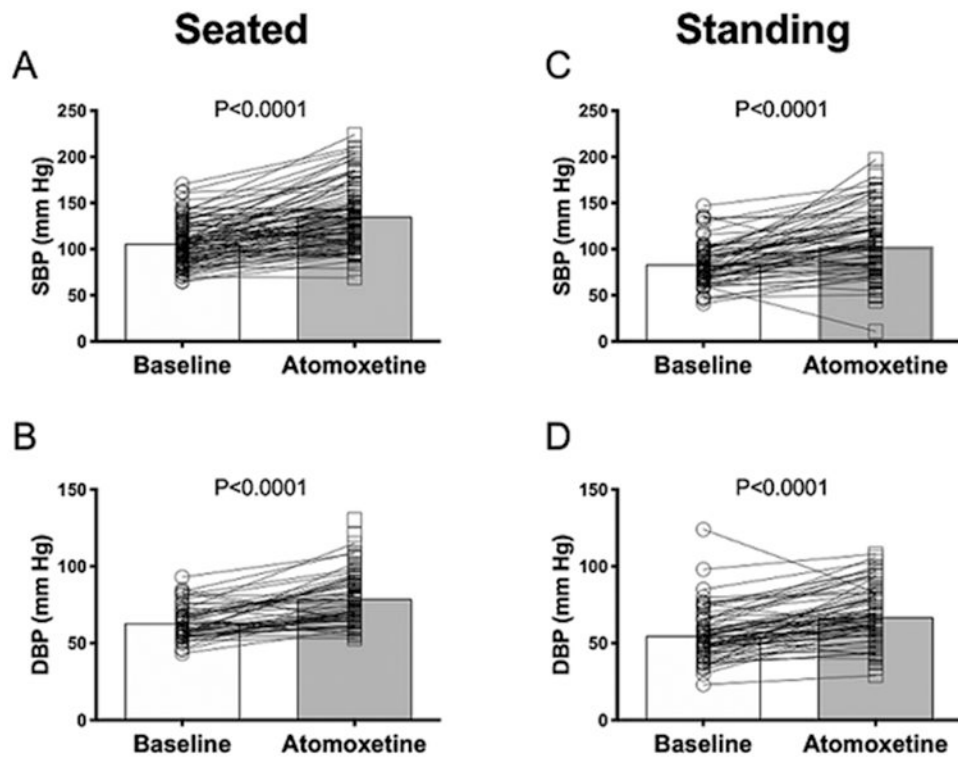 Seated
A
P<0.0001
SBP (mm Hg)
250
200
150
100
50
0
Baseline Atomoxetine
B
P<0.0001
DBP (mm Hg)
150
100
50
0
Baseline Atomoxetine
Standing
C
P<0.0001
SBP (mm Hg)
250
200
150
100
50
0
Baseline Atomoxetine
D
P<0.0001
DBP (mm Hg)
150
100
50
0
Baseline Atomoxetine